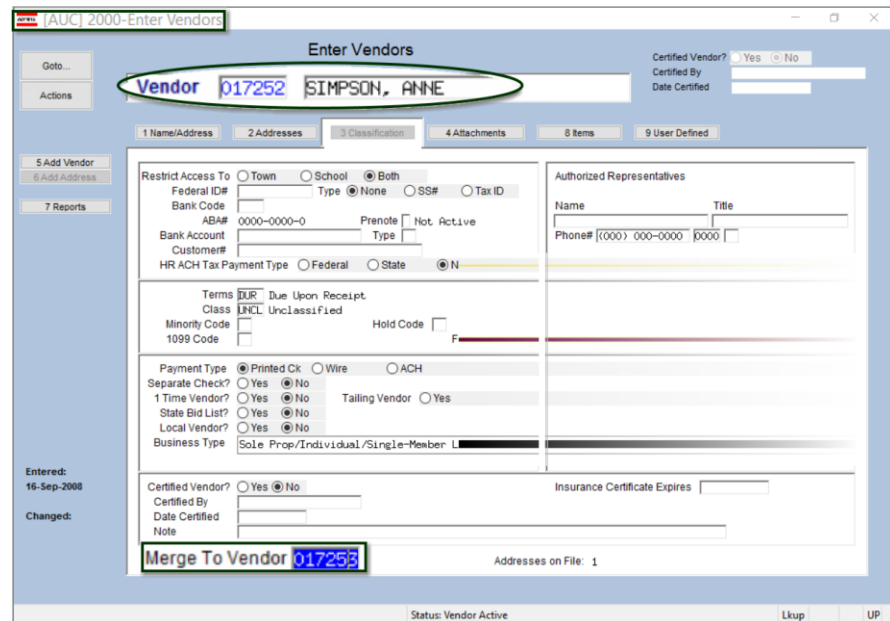 [AUC] 2000-Enter Vendors
Enter Vendors
Goto...
Actions
Vendor 017252 SIMPSON, ANNE
Certified Vendor? Yes No
Certified By
Date Certified
1 Name/Address 2 Addresses 3 Classification 4 Attachments 8 Items 9 User Defined
5 Add Vendor
6 Add Address
7 Reports
Restrict Access To Town School Both
Federal ID# Type None SS# Tax ID
Bank Code
ABA# 0000-0000-0 Prenote Not Active
Bank Account Type
Customer#
HR ACH Tax Payment Type Federal State N
Authorized Representatives
Name Title
Phone# (000) 000-0000 0000
Terms DUR Due Upon Receipt
Class UNCL Unclassified
Minority Code Hold Code
1099 Code F
Payment Type Printed Ck Wire ACH
Separate Check? Yes No
1 Time Vendor? Yes No Tailing Vendor Yes
State Bid List? Yes No
Local Vendor? Yes No
Business Type Sole Prop/Individual/Single-Member L
Entered:
16-Sep-2008
Changed:
Certified Vendor? Yes No Insurance Certificate Expires
Certified By
Date Certified
Note
Merge To Vendor 017253 Addresses on File: 1
Status: Vendor Active Lkup UP